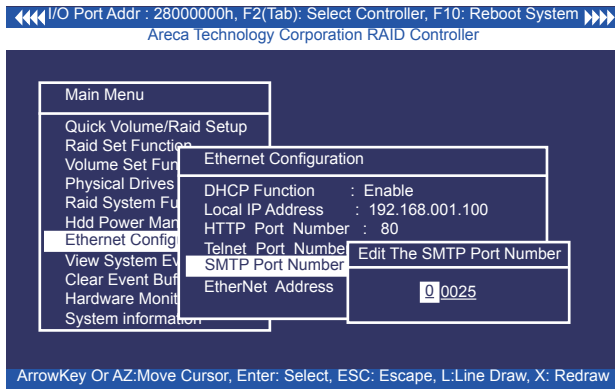 I/O Port Addr : 28000000h, F2(Tab): Select Controller, F10: Reboot System
Areca Technology Corporation RAID Controller
Main Menu
Quick Volume/Raid Setup
Raid Set Function
Volume Set Fun
Physical Drives
Raid System Fu
Hdd Power Man
Ethernet Config
View System Ev
Clear Event Buf
Hardware Monit
System information
Ethernet Configuration
DHCP Function : Enable
Local IP Address : 192.168.001.100
HTTP Port Number : 80
Telnet Port Number
SMTP Port Number
EtherNet Address
Edit The SMTP Port Number
0 0025
ArrowKey Or AZ:Move Cursor, Enter: Select, ESC: Escape, L:Line Draw, X: Redraw